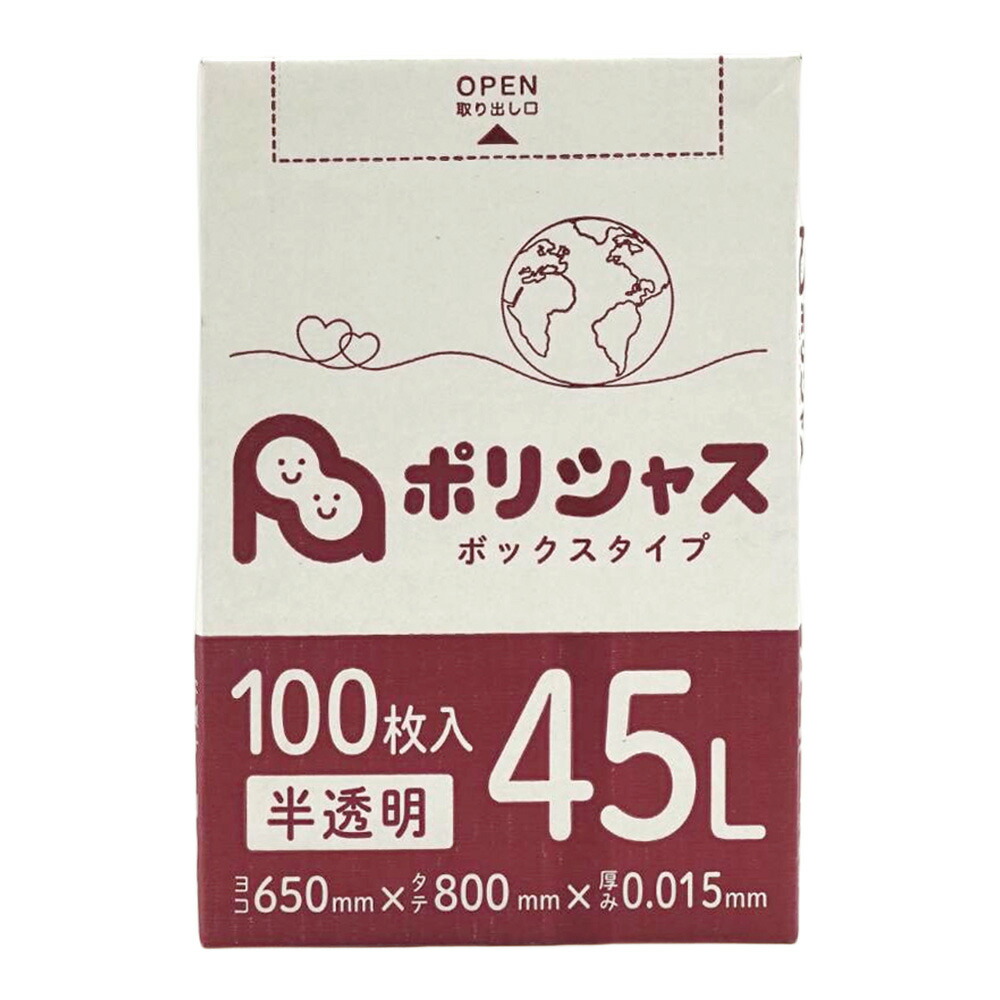 OPEN
取り出し口
ポリシャス
ボックスタイプ
100枚入 45L
半透明
ヨコ650mm×タテ800mm×厚み0.015mm